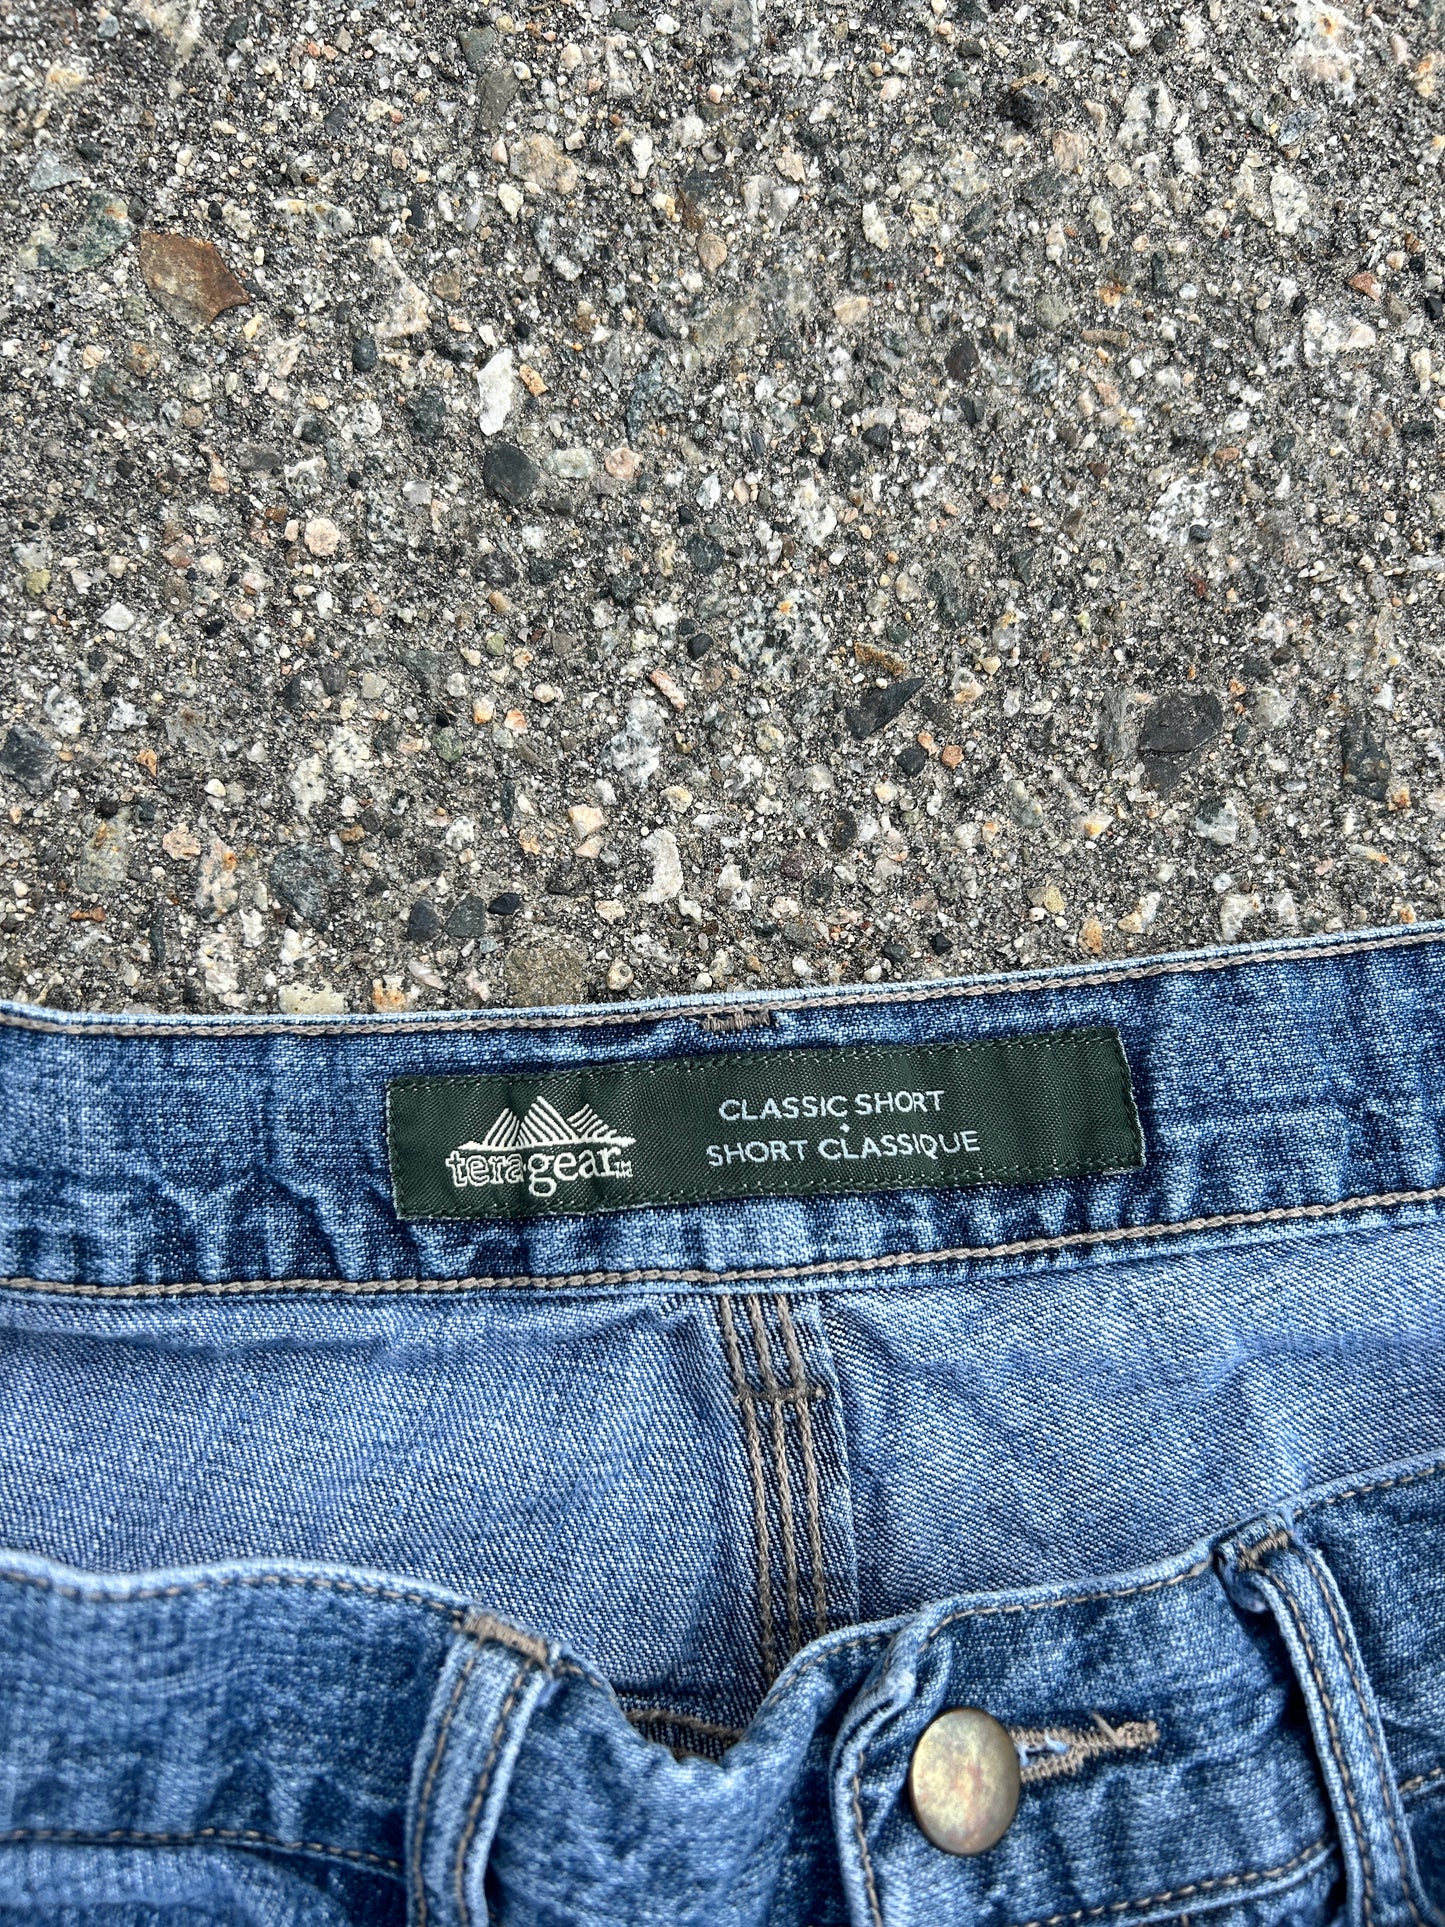 teragear
CLASSIC SHORT
•
SHORT CLASSIQUE